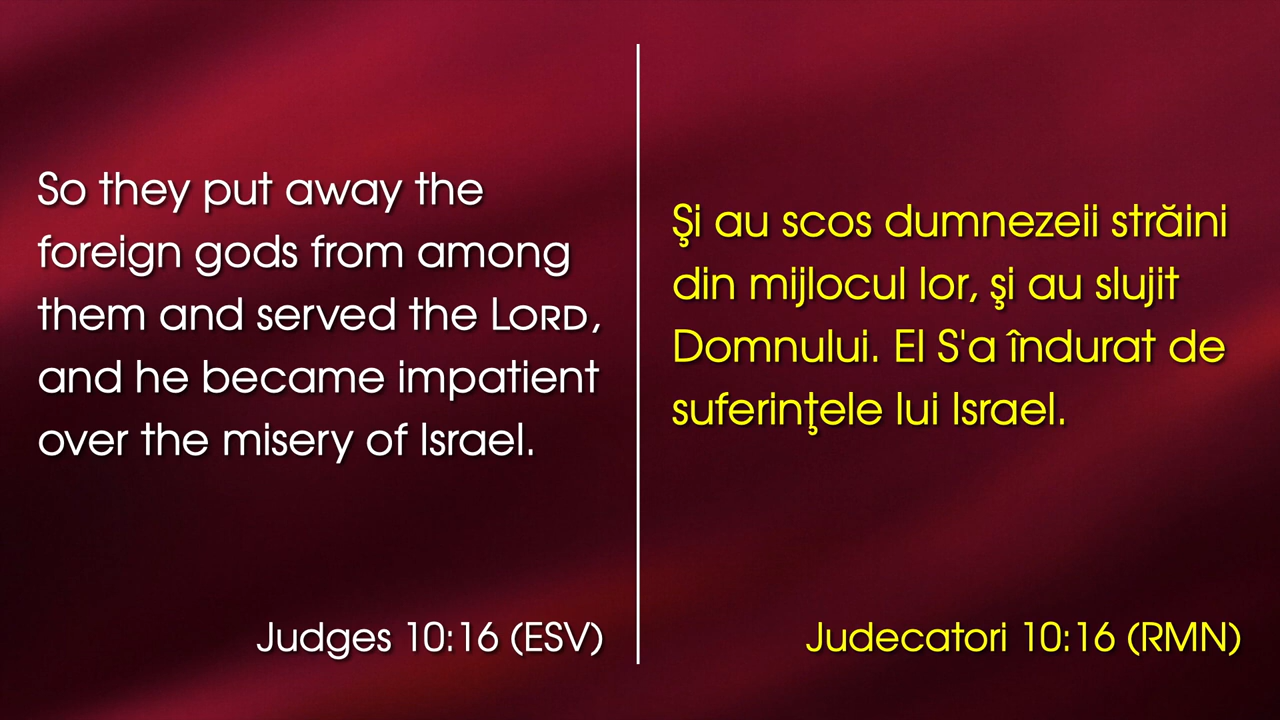 So they put away the
foreign gods from among
them and served the LORD,
and he became impatient
over the misery of Israel.
Judges 10:16 (ESV)
Şi au scos dumnezeii străini
din mijlocul lor, şi au slujit
Domnului. El S'a îndurat de
suferinţele lui Israel.
Judecatori 10:16 (RMN)